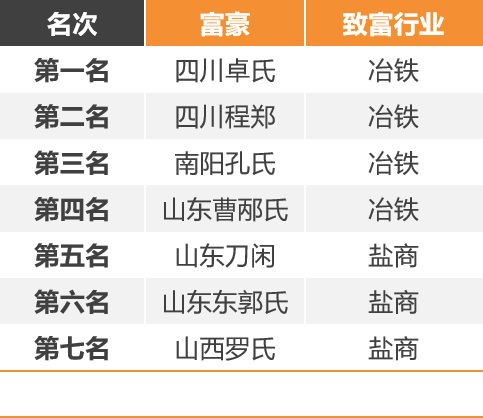 名次 富豪 致富行业
第一名 四川卓氏 冶铁
第二名 四川程郑 冶铁
第三名 南阳孔氏 冶铁
第四名 山东曹邴氏 冶铁
第五名 山东刀闲 盐商
第六名 山东东郭氏 盐商
第七名 山西罗氏 盐商